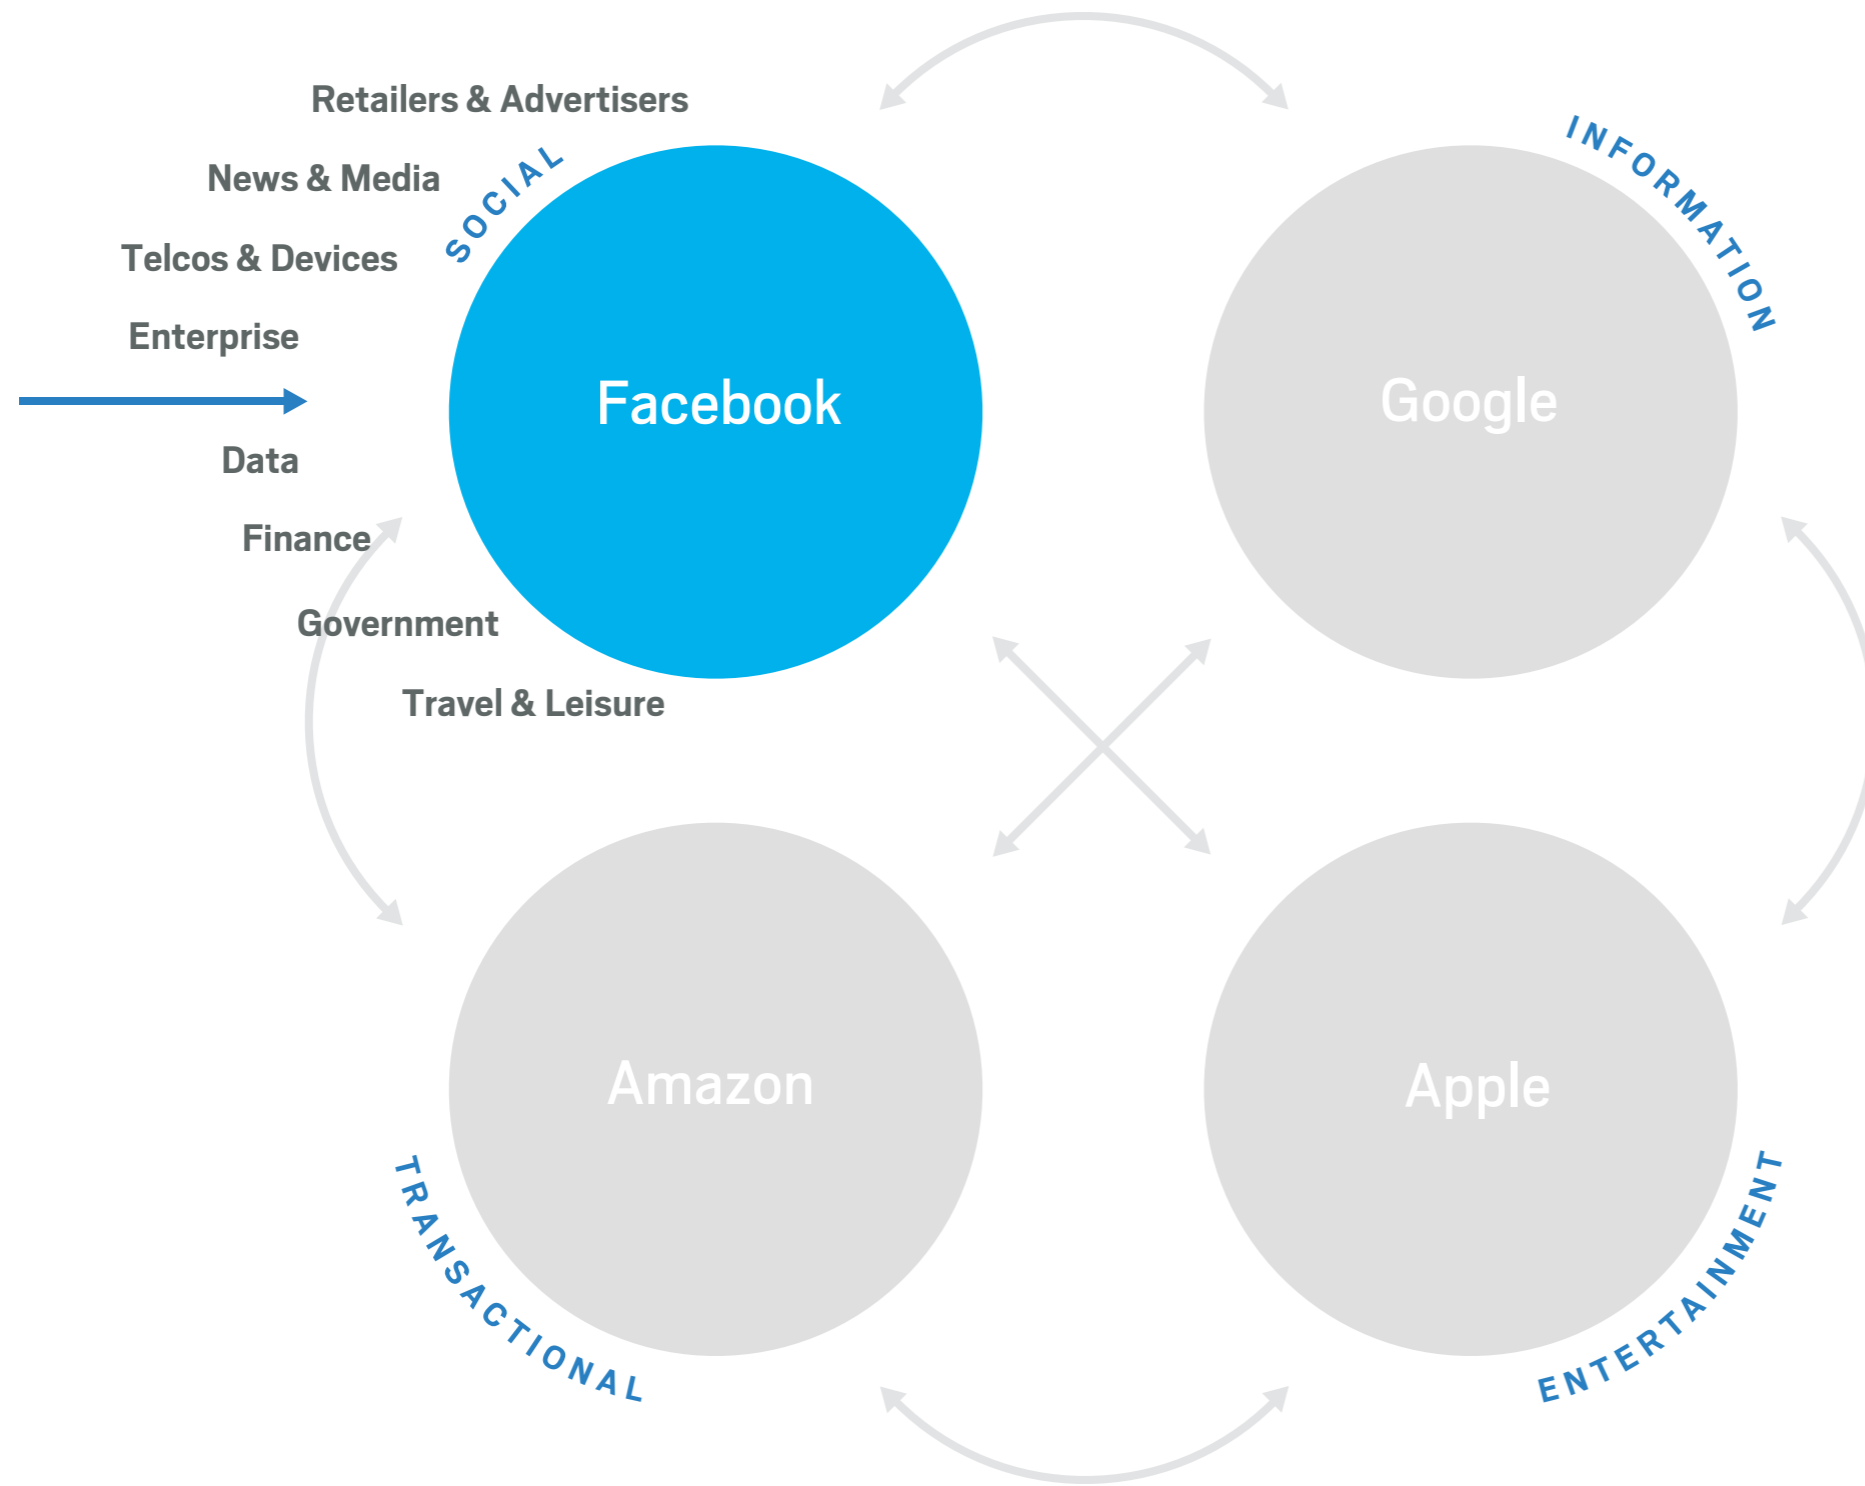 Retailers & Advertisers
News & Media
SOCIAL
Telcos & Devices
Enterprise
Data
Finance
Government
Travel & Leisure
Facebook
INFORMATION
Google
Amazon
TRANSACTIONAL
Apple
ENTERTAINMENT